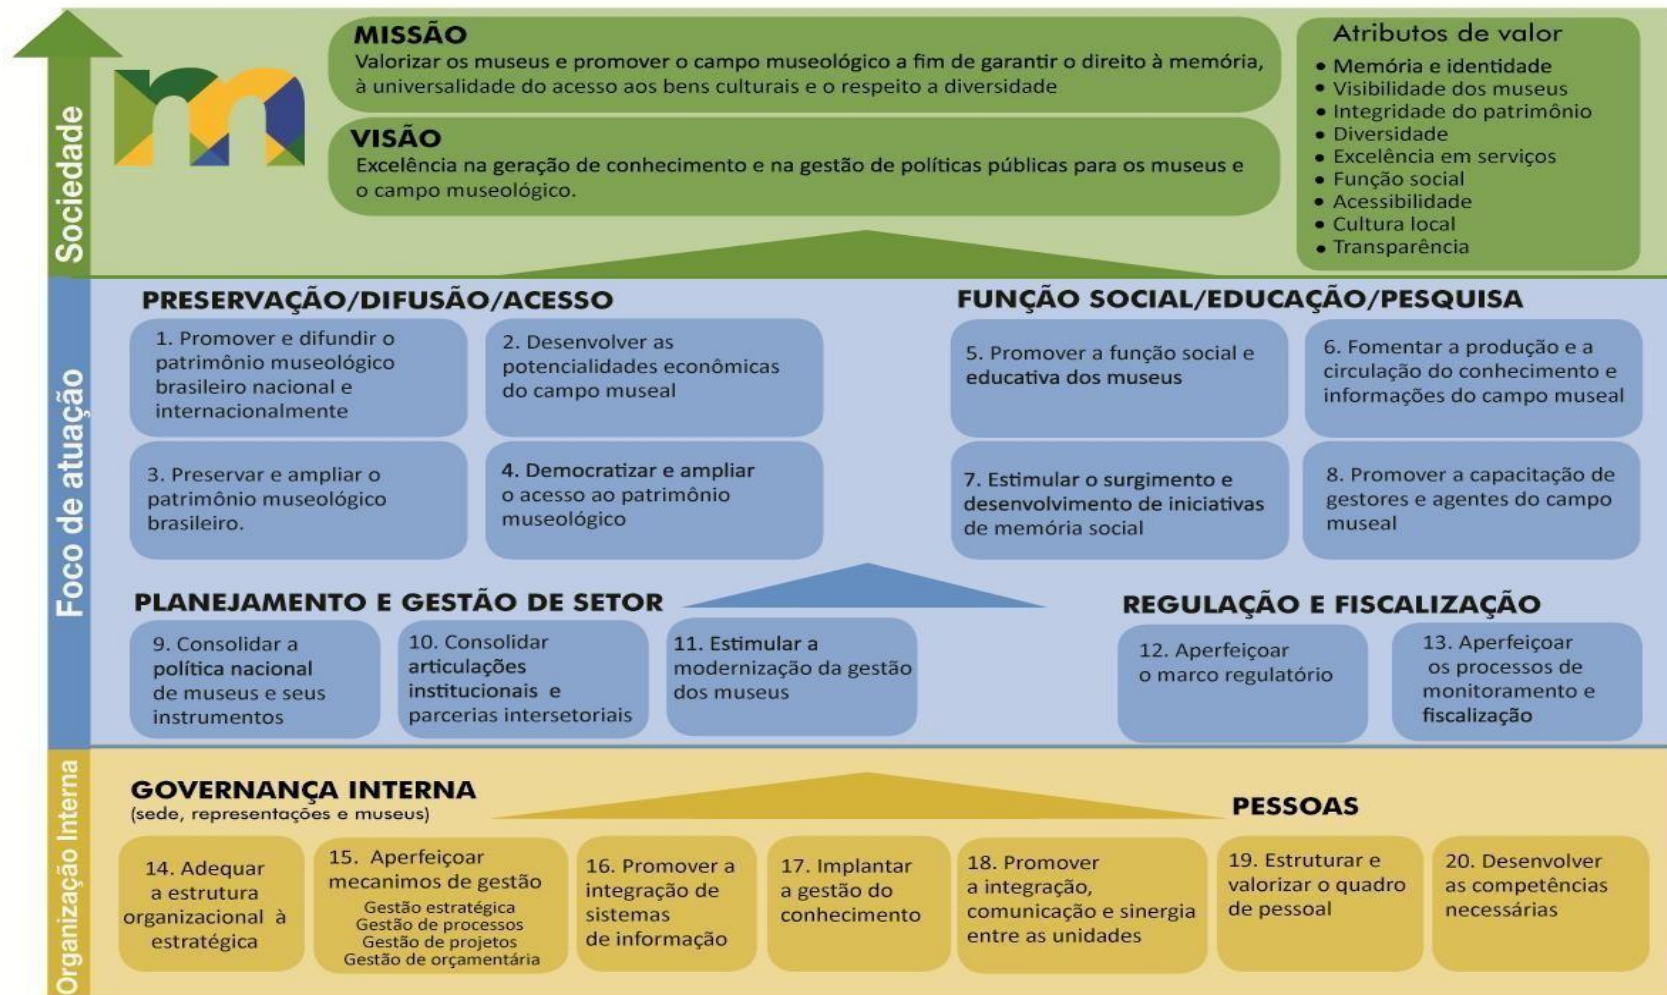 Sociedade
MISSÃO
Valorizar os museus e promover o campo museológico a fim de garantir o direito à memória,
à universalidade do acesso aos bens culturais e o respeito a diversidade
VISÃO
Excelência na geração de conhecimento e na gestão de políticas públicas para os museus e
o campo museológico.
Atributos de valor
• Memória e identidade
• Visibilidade dos museus
• Integridade do patrimônio
• Diversidade
• Excelência em serviços
• Função social
• Acessibilidade
• Cultura local
• Transparência
Foco de atuação
PRESERVAÇÃO/DIFUSÃO/ACESSO
1. Promover e difundir o
patrimônio museológico
brasileiro nacional e
internacionalmente
2. Desenvolver as
potencialidades econômicas
do campo museal
3. Preservar e ampliar o
patrimônio museológico
brasileiro.
4. Democratizar e ampliar
o acesso ao patrimônio
museológico
FUNÇÃO SOCIAL/EDUCAÇÃO/PESQUISA
5. Promover a função social e
educativa dos museus
6. Fomentar a produção e a
circulação do conhecimento e
informações do campo museal
7. Estimular o surgimento e
desenvolvimento de iniciativas
de memória social
8. Promover a capacitação de
gestores e agentes do campo
museal
PLANEJAMENTO E GESTÃO DE SETOR
9. Consolidar a
política nacional
de museus e seus
instrumentos
10. Consolidar
articulações
institucionais e
parcerias intersetoriais
11. Estimular a
modernização da gestão
dos museus
REGULAÇÃO E FISCALIZAÇÃO
12. Aperfeiçoar
o marco regulatório
13. Aperfeiçoar
os processos de
monitoramento e
fiscalização
Organização Interna
GOVERNANÇA INTERNA
(sede, representações e museus)
14. Adequar
a estrutura
organizacional à
estratégica
15. Aperfeiçoar
mecanimos de gestão
Gestão estratégica
Gestão de processos
Gestão de projetos
Gestão de orçamentária
16. Promover a
integração de
sistemas
de informação
17. Implantar
a gestão do
conhecimento
18. Promover
a integração,
comunicação e sinergia
entre as unidades
PESSOAS
19. Estruturar e
valorizar o quadro
de pessoal
20. Desenvolver
as competências
necessárias